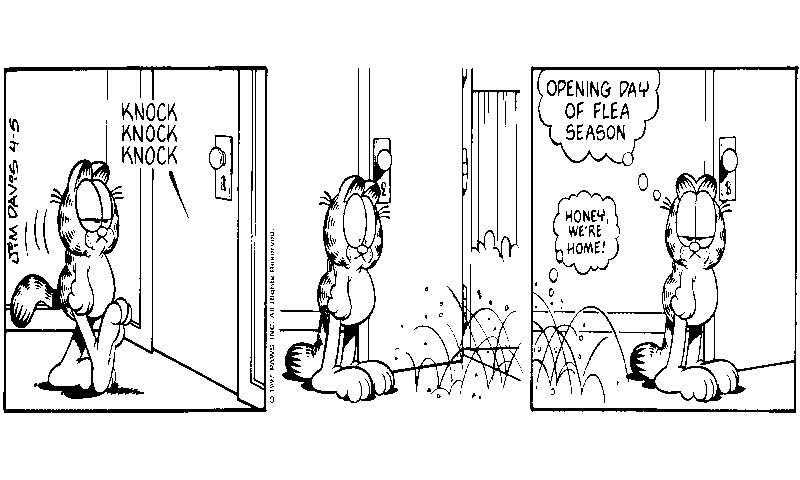 JIM DAVIS 4·5
KNOCK
KNOCK
KNOCK
© 1997 PAWS, INC. All Rights Reserved.
OPENING DAY
OF FLEA
SEASON
HONEY,
WE'RE
HOME!